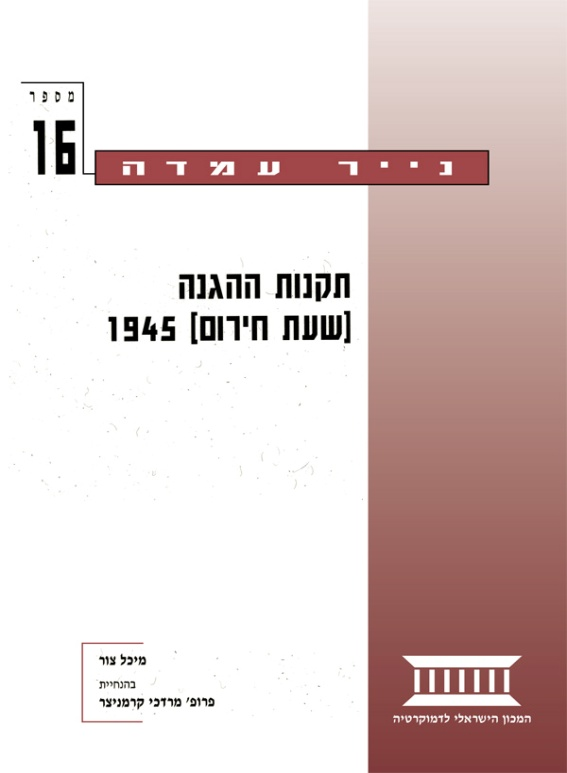 מספר
16
נייר עמדה
תקנות ההגנה
[שעת חירום] 1945
מיכל צור
בהנחיית
פרופ' מרדכי קרמניצר
המכון הישראלי לדמוקרטיה